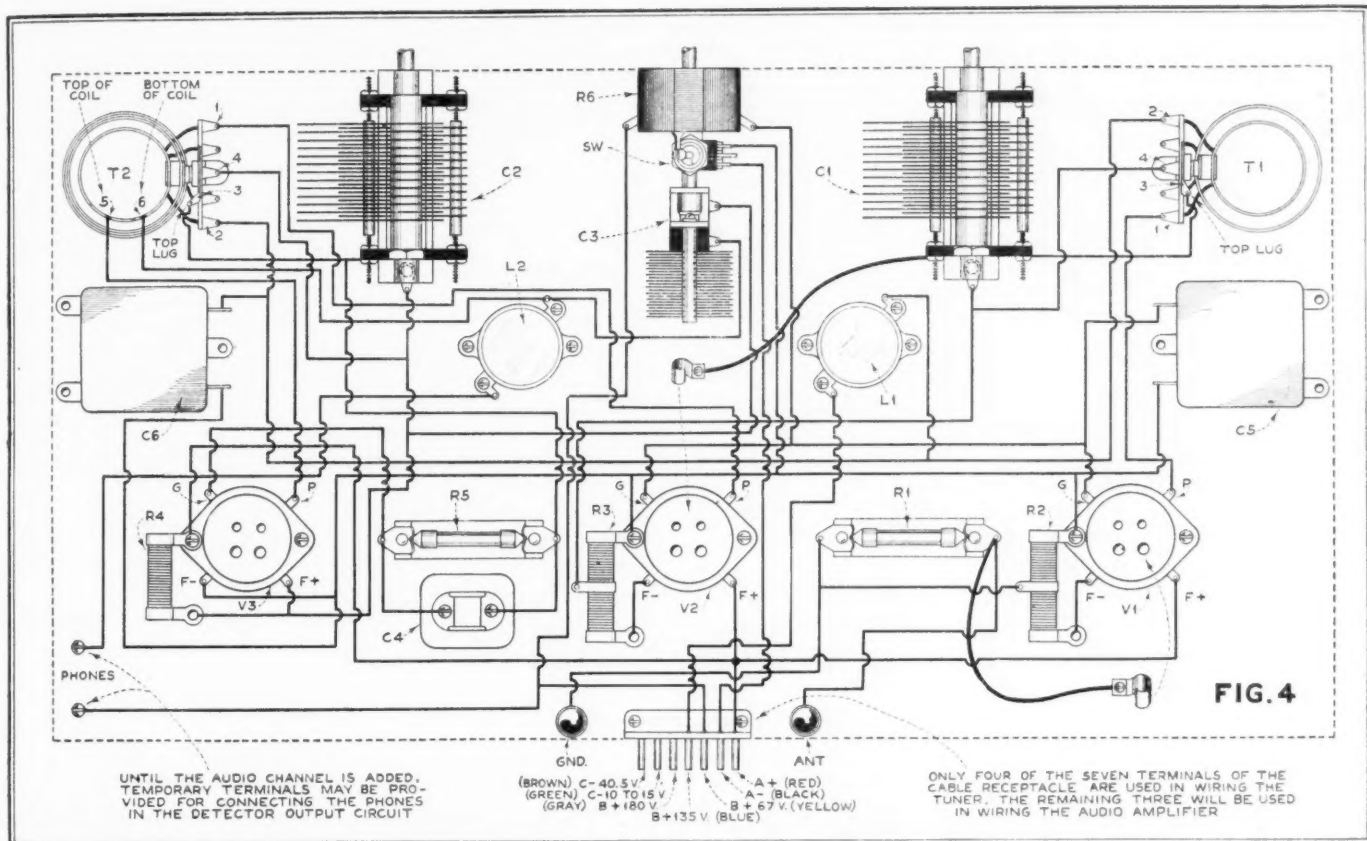 TOP OF
COIL
BOTTOM
OF COIL
1
T2
4
3
5
6
TOP
LUG
2
C2
R6
SW
C3
C1
2
4
3
1
T1
TOP LUG
L2
L1
C6
C5
G
P
R4
F-
F+
V3
R5
C4
G
P
R3
F-
F+
V2
R1
G
P
R2
F-
F+
V1
PHONES
FIG. 4
GND.
ANT
UNTIL THE AUDIO CHANNEL IS ADDED,
TEMPORARY TERMINALS MAY BE PRO-
VIDED FOR CONNECTING THE PHONES
IN THE DETECTOR OUTPUT CIRCUIT
(BROWN) C-40.5 V.
(GREEN) C-10 TO 15 V.
(GRAY) B+180 V.
B+135 V. (BLUE)
A+ (RED)
A- (BLACK)
B+67 V. (YELLOW)
ONLY FOUR OF THE SEVEN TERMINALS OF THE
CABLE RECEPTACLE ARE USED IN WIRING THE
TUNER. THE REMAINING THREE WILL BE USED
IN WIRING THE AUDIO AMPLIFIER